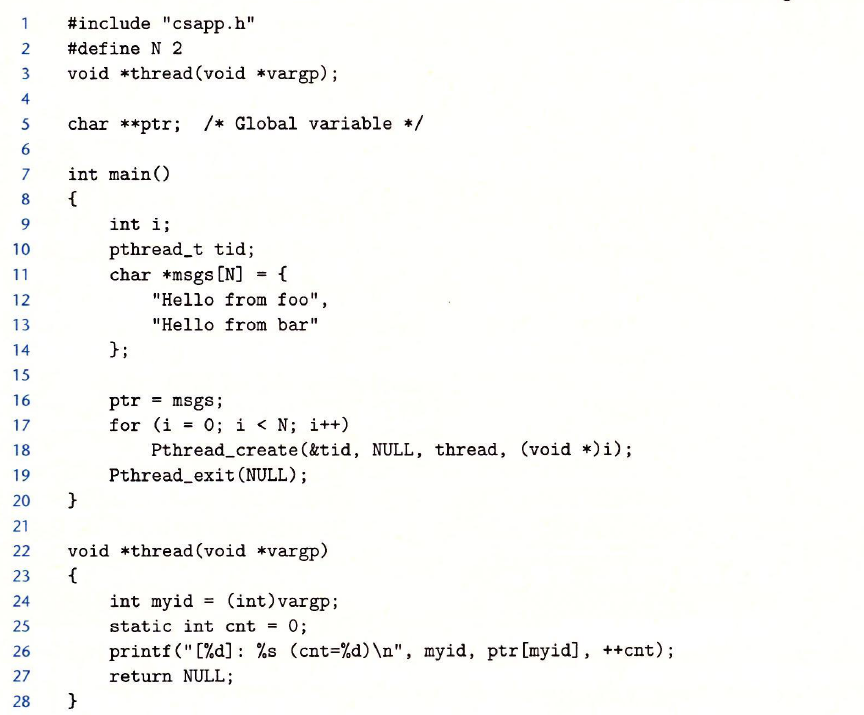 1 #include "csapp.h"
2 #define N 2
3 void *thread(void *vargp);
4
5 char **ptr; /* Global variable */
6
7 int main()
8 {
9 int i;
10 pthread_t tid;
11 char *msgs[N] = {
12 "Hello from foo",
13 "Hello from bar"
14 };
15
16 ptr = msgs;
17 for (i = 0; i < N; i++)
18 Pthread_create(&tid, NULL, thread, (void *)i);
19 Pthread_exit(NULL);
20 }
21
22 void *thread(void *vargp)
23 {
24 int myid = (int)vargp;
25 static int cnt = 0;
26 printf("[%d]: %s (cnt=%d)\n", myid, ptr[myid], ++cnt);
27 return NULL;
28 }